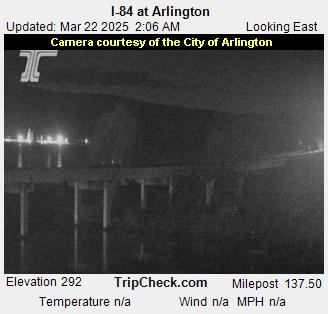 I-84 at Arlington
Updated: Mar 22 2025 2:06 AM Looking East
Camera courtesy of the City of Arlington
Elevation 292 TripCheck.com Milepost 137.50
Temperature n/a Wind n/a MPH n/a